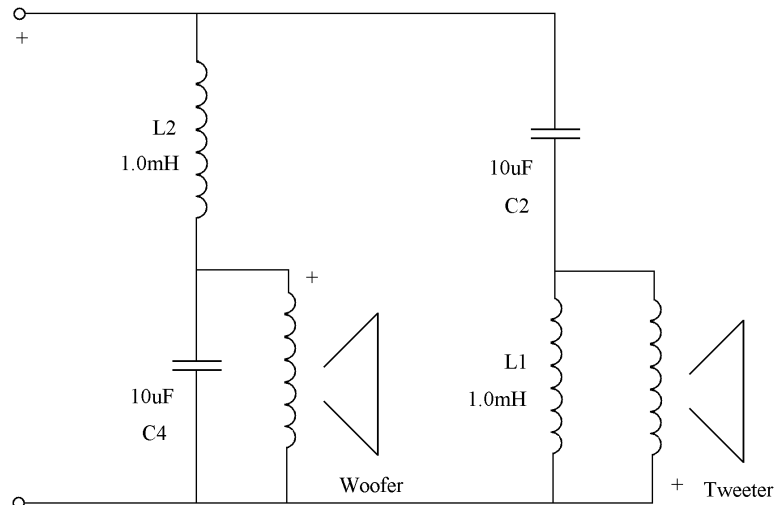 +
L2
1.0mH
10uF
C2
+
L1
1.0mH
10uF
C4
Woofer
+
Tweeter